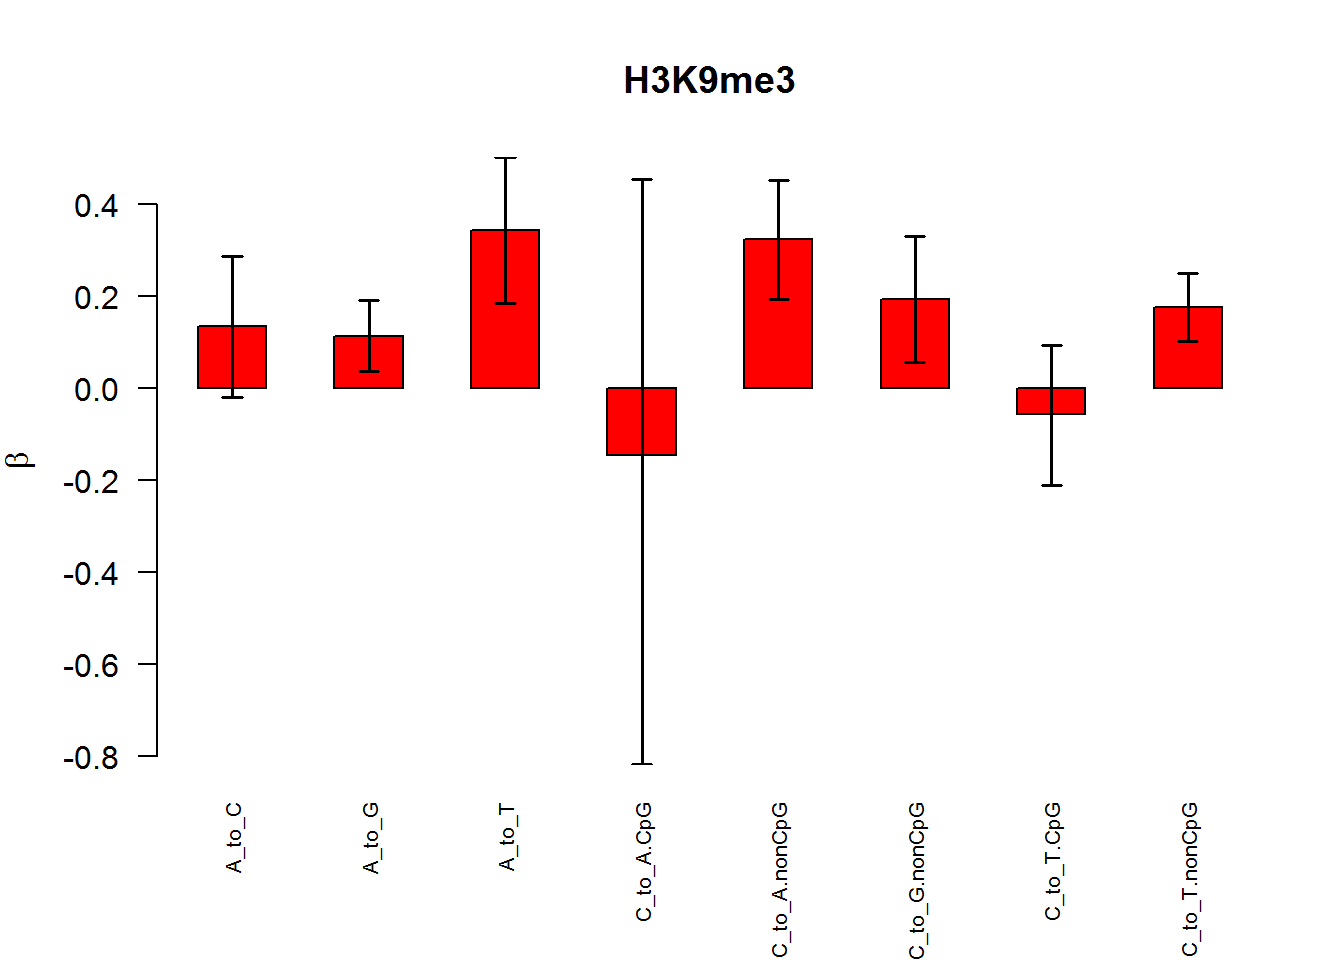 H3K9me3
0.4
0.2
0.0
-0.2
-0.4
-0.6
-0.8
β
A_to_C
A_to_G
A_to_T
C_to_A.CpG
C_to_A.nonCpG
C_to_G.nonCpG
C_to_T.CpG
C_to_T.nonCpG